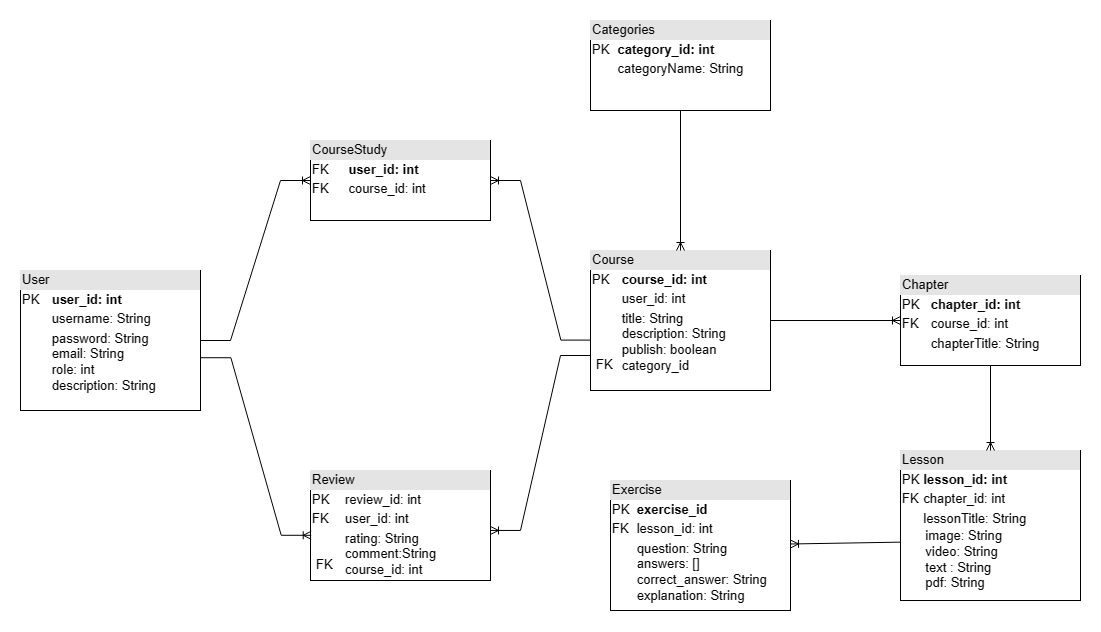 Categories
PK category_id: int
categoryName: String
CourseStudy
FK user_id: int
FK course_id: int
User
PK user_id: int
username: String
password: String
email: String
role: int
description: String
Course
PK course_id: int
user_id: int
title: String
description: String
publish: boolean
FK category_id
Chapter
PK chapter_id: int
FK course_id: int
chapterTitle: String
Review
PK review_id: int
FK user_id: int
rating: String
comment:String
FK course_id: int
Exercise
PK exercise_id
FK lesson_id: int
question: String
answers: []
correct_answer: String
explanation: String
Lesson
PK lesson_id: int
FK chapter_id: int
lessonTitle: String
image: String
video: String
text : String
pdf: String